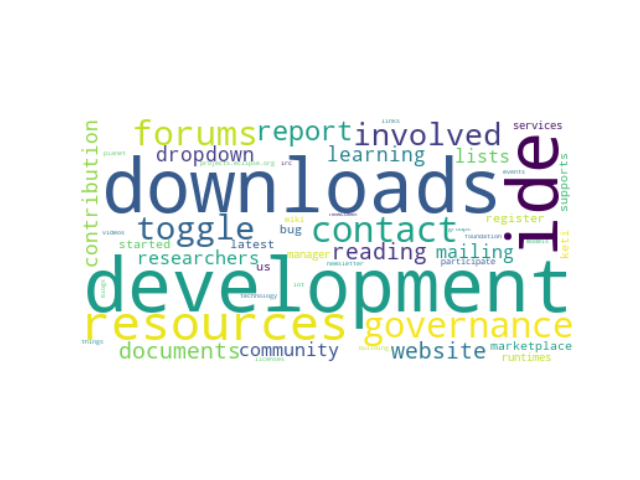 links
forums report involved services
dropdown learning lists
planet projects.eclipse.org irc events
contribution
downloads
ide
supports
toggle wiki contact register
bug
videos started latest reading mailing foundation
researchers manager keti
us newsletter participate
development
iot
technology
resources governance
things documents community website marketplace
licenses runtimes